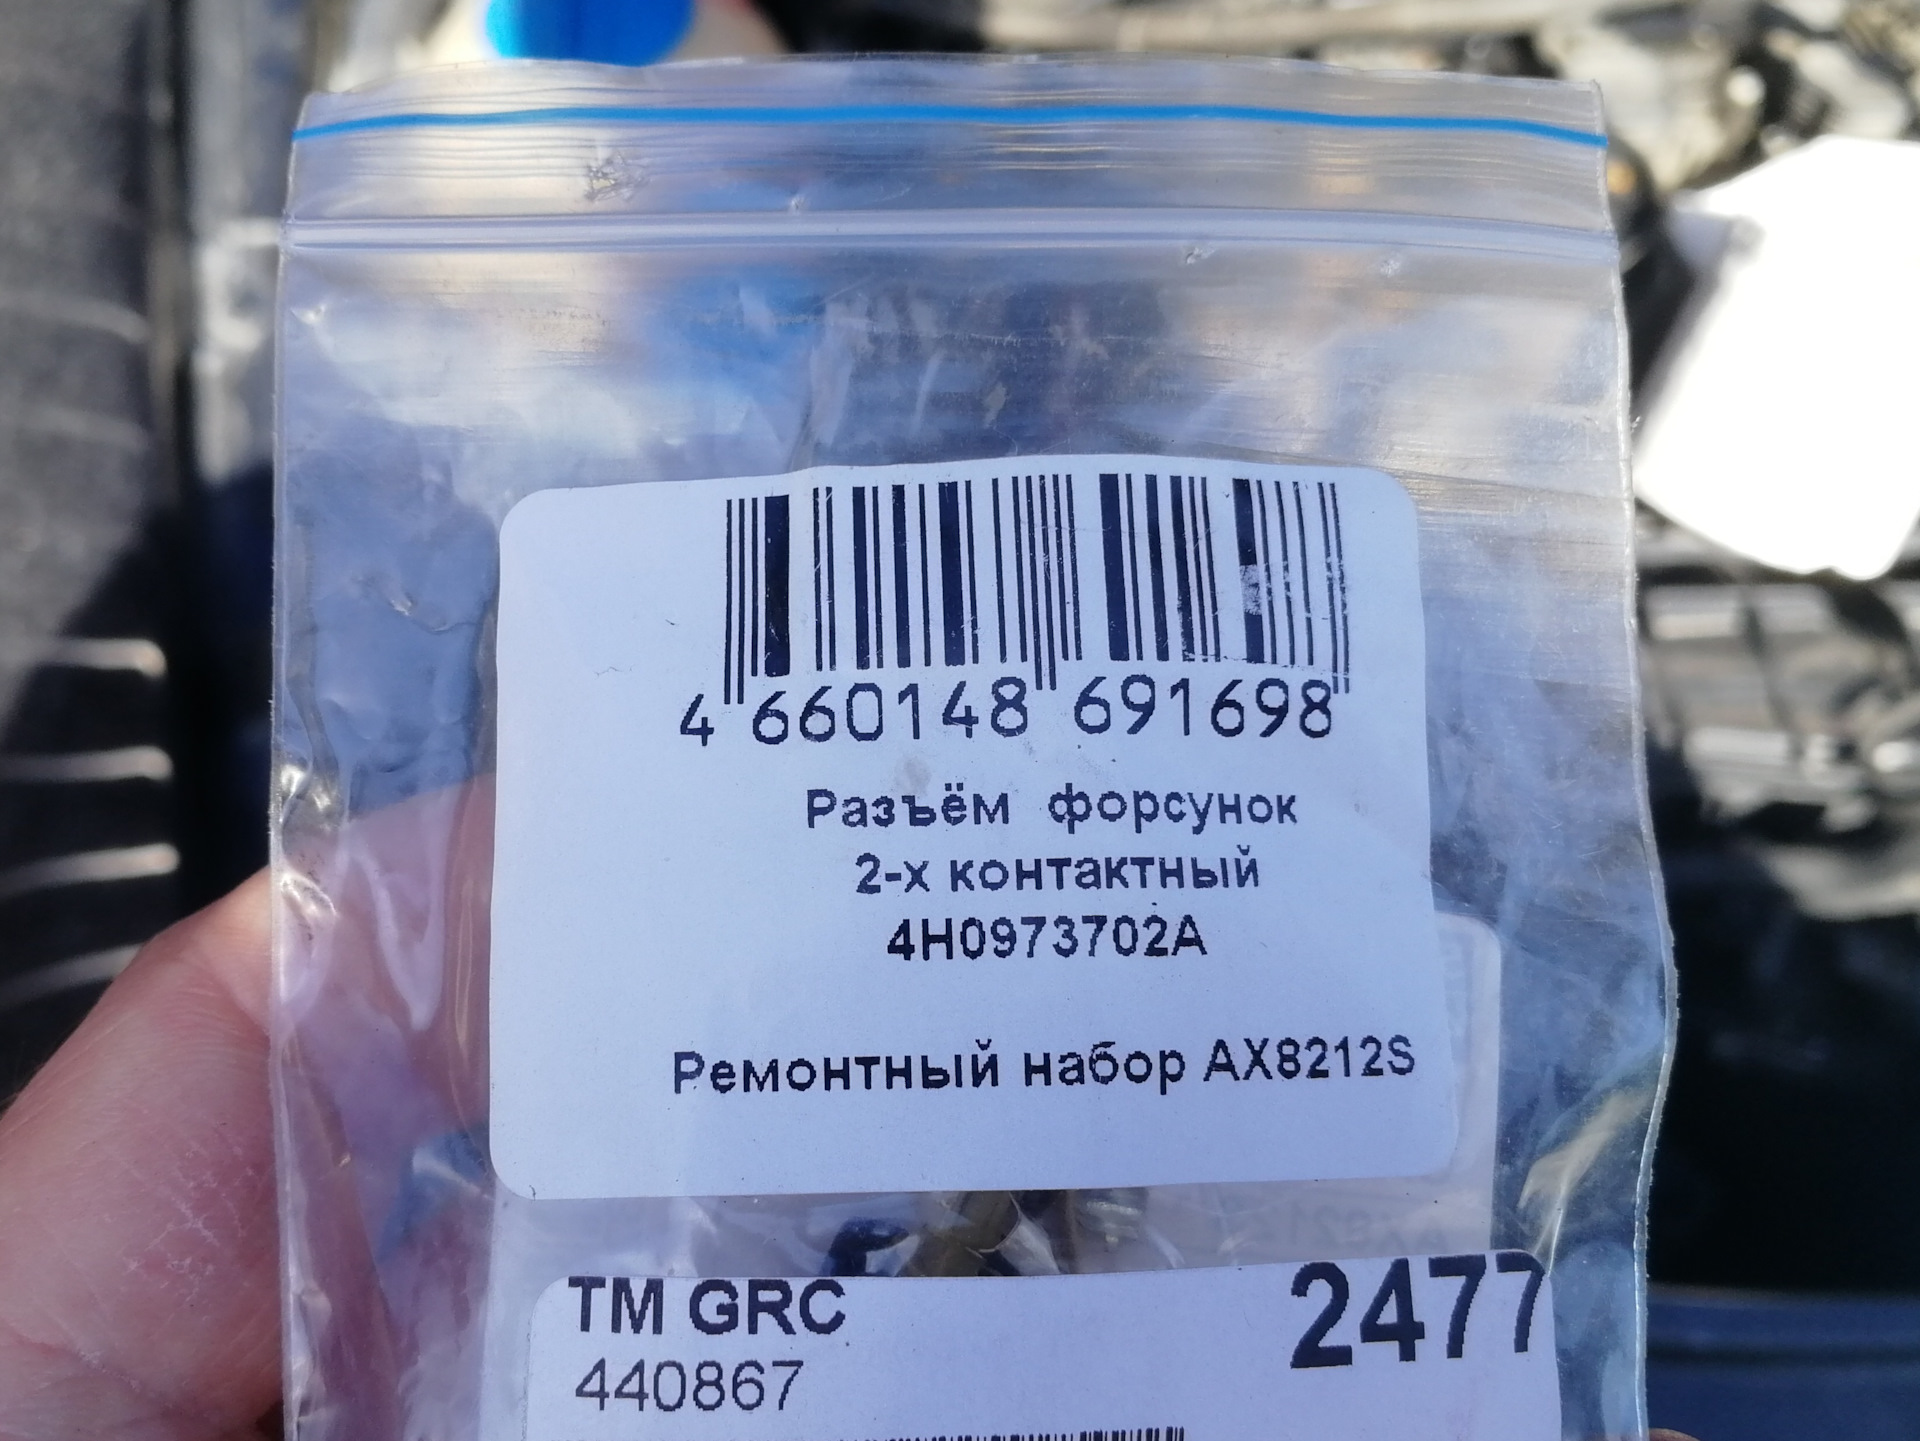 4 660148 691698
Разъём форсунок
2-х контактный
4H0973702A
Ремонтный набор AX8212S
TM GRC
2477
440867